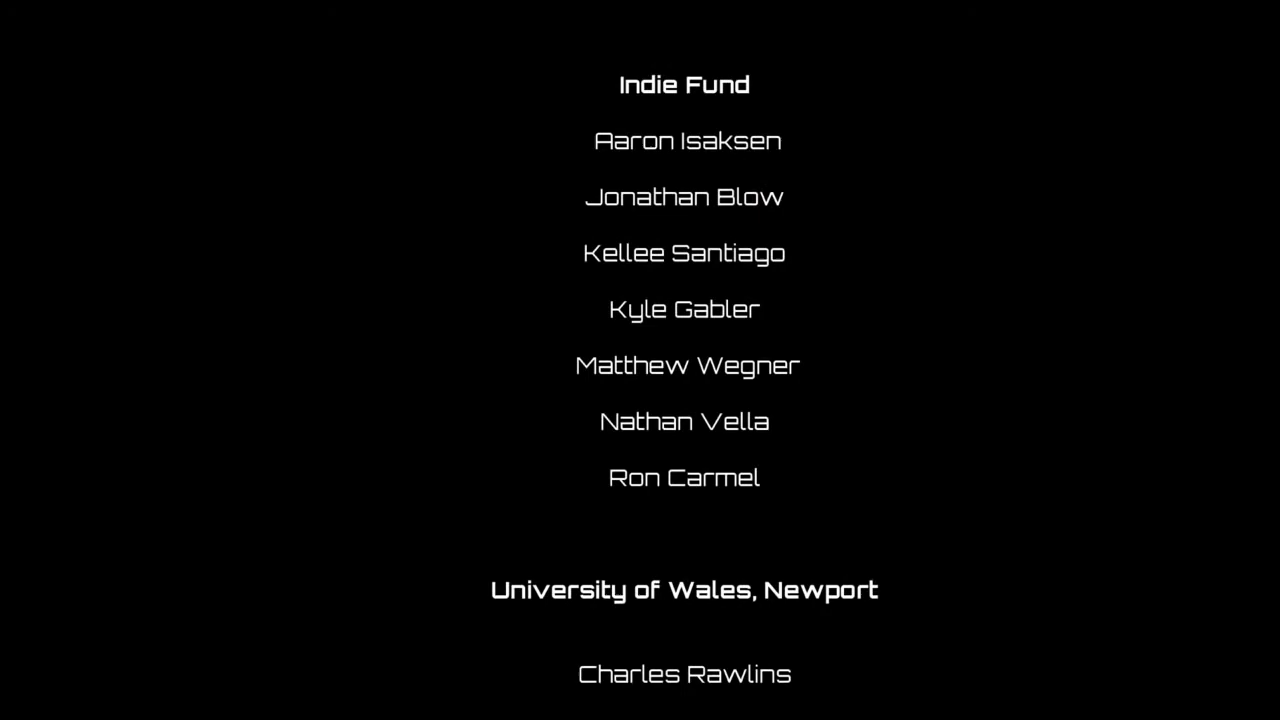 Indie Fund
Aaron Isaksen
Jonathan Blow
Kellee Santiago
Kyle Gabler
Matthew Wegner
Nathan Vella
Ron Carmel
University of Wales, Newport
Charles Rawlins